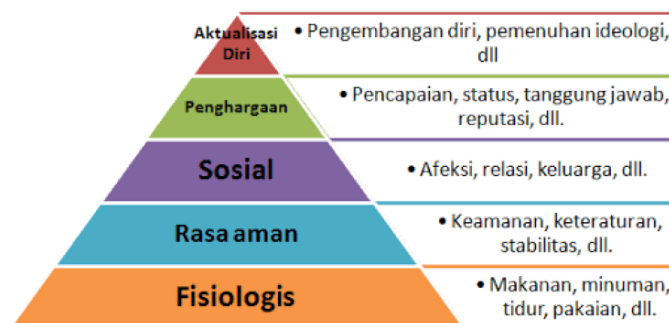 Aktualisasi
Diri
• Pengembangan diri, pemenuhan ideologi,
dll
Penghargaan
• Pencapaian, status, tanggung jawab,
reputasi, dll.
Sosial
• Afeksi, relasi, keluarga, dll.
Rasa aman
• Keamanan, keteraturan,
stabilitas, dll.
Fisiologis
• Makanan, minuman,
tidur, pakaian, dll.